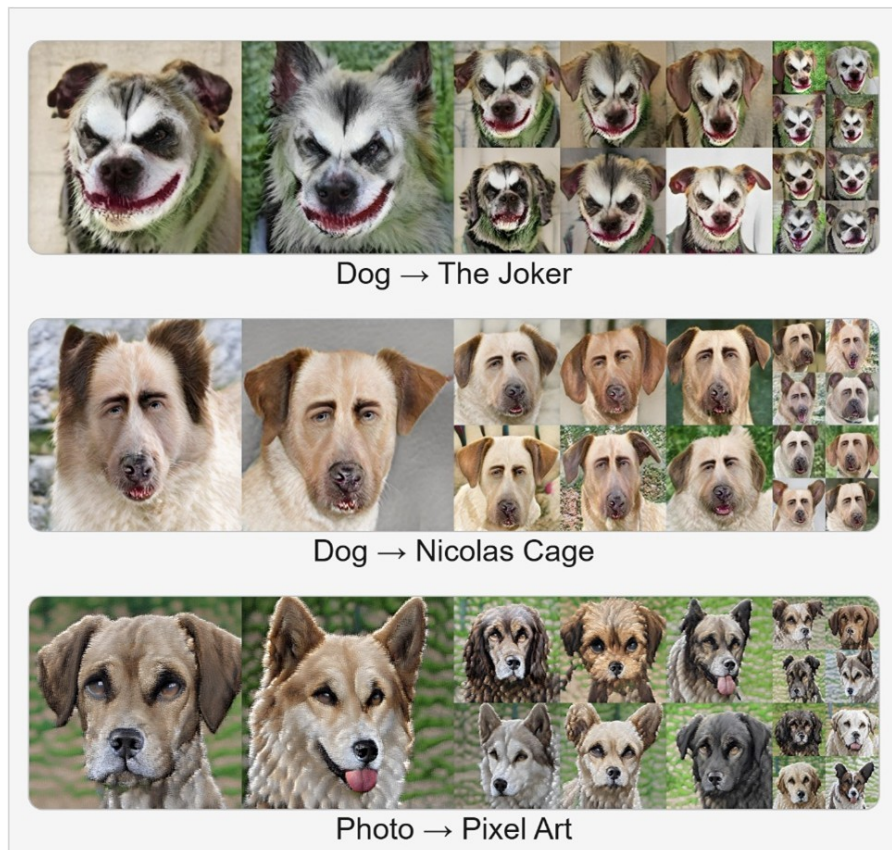 Dog → The Joker
Dog → Nicolas Cage
Photo → Pixel Art